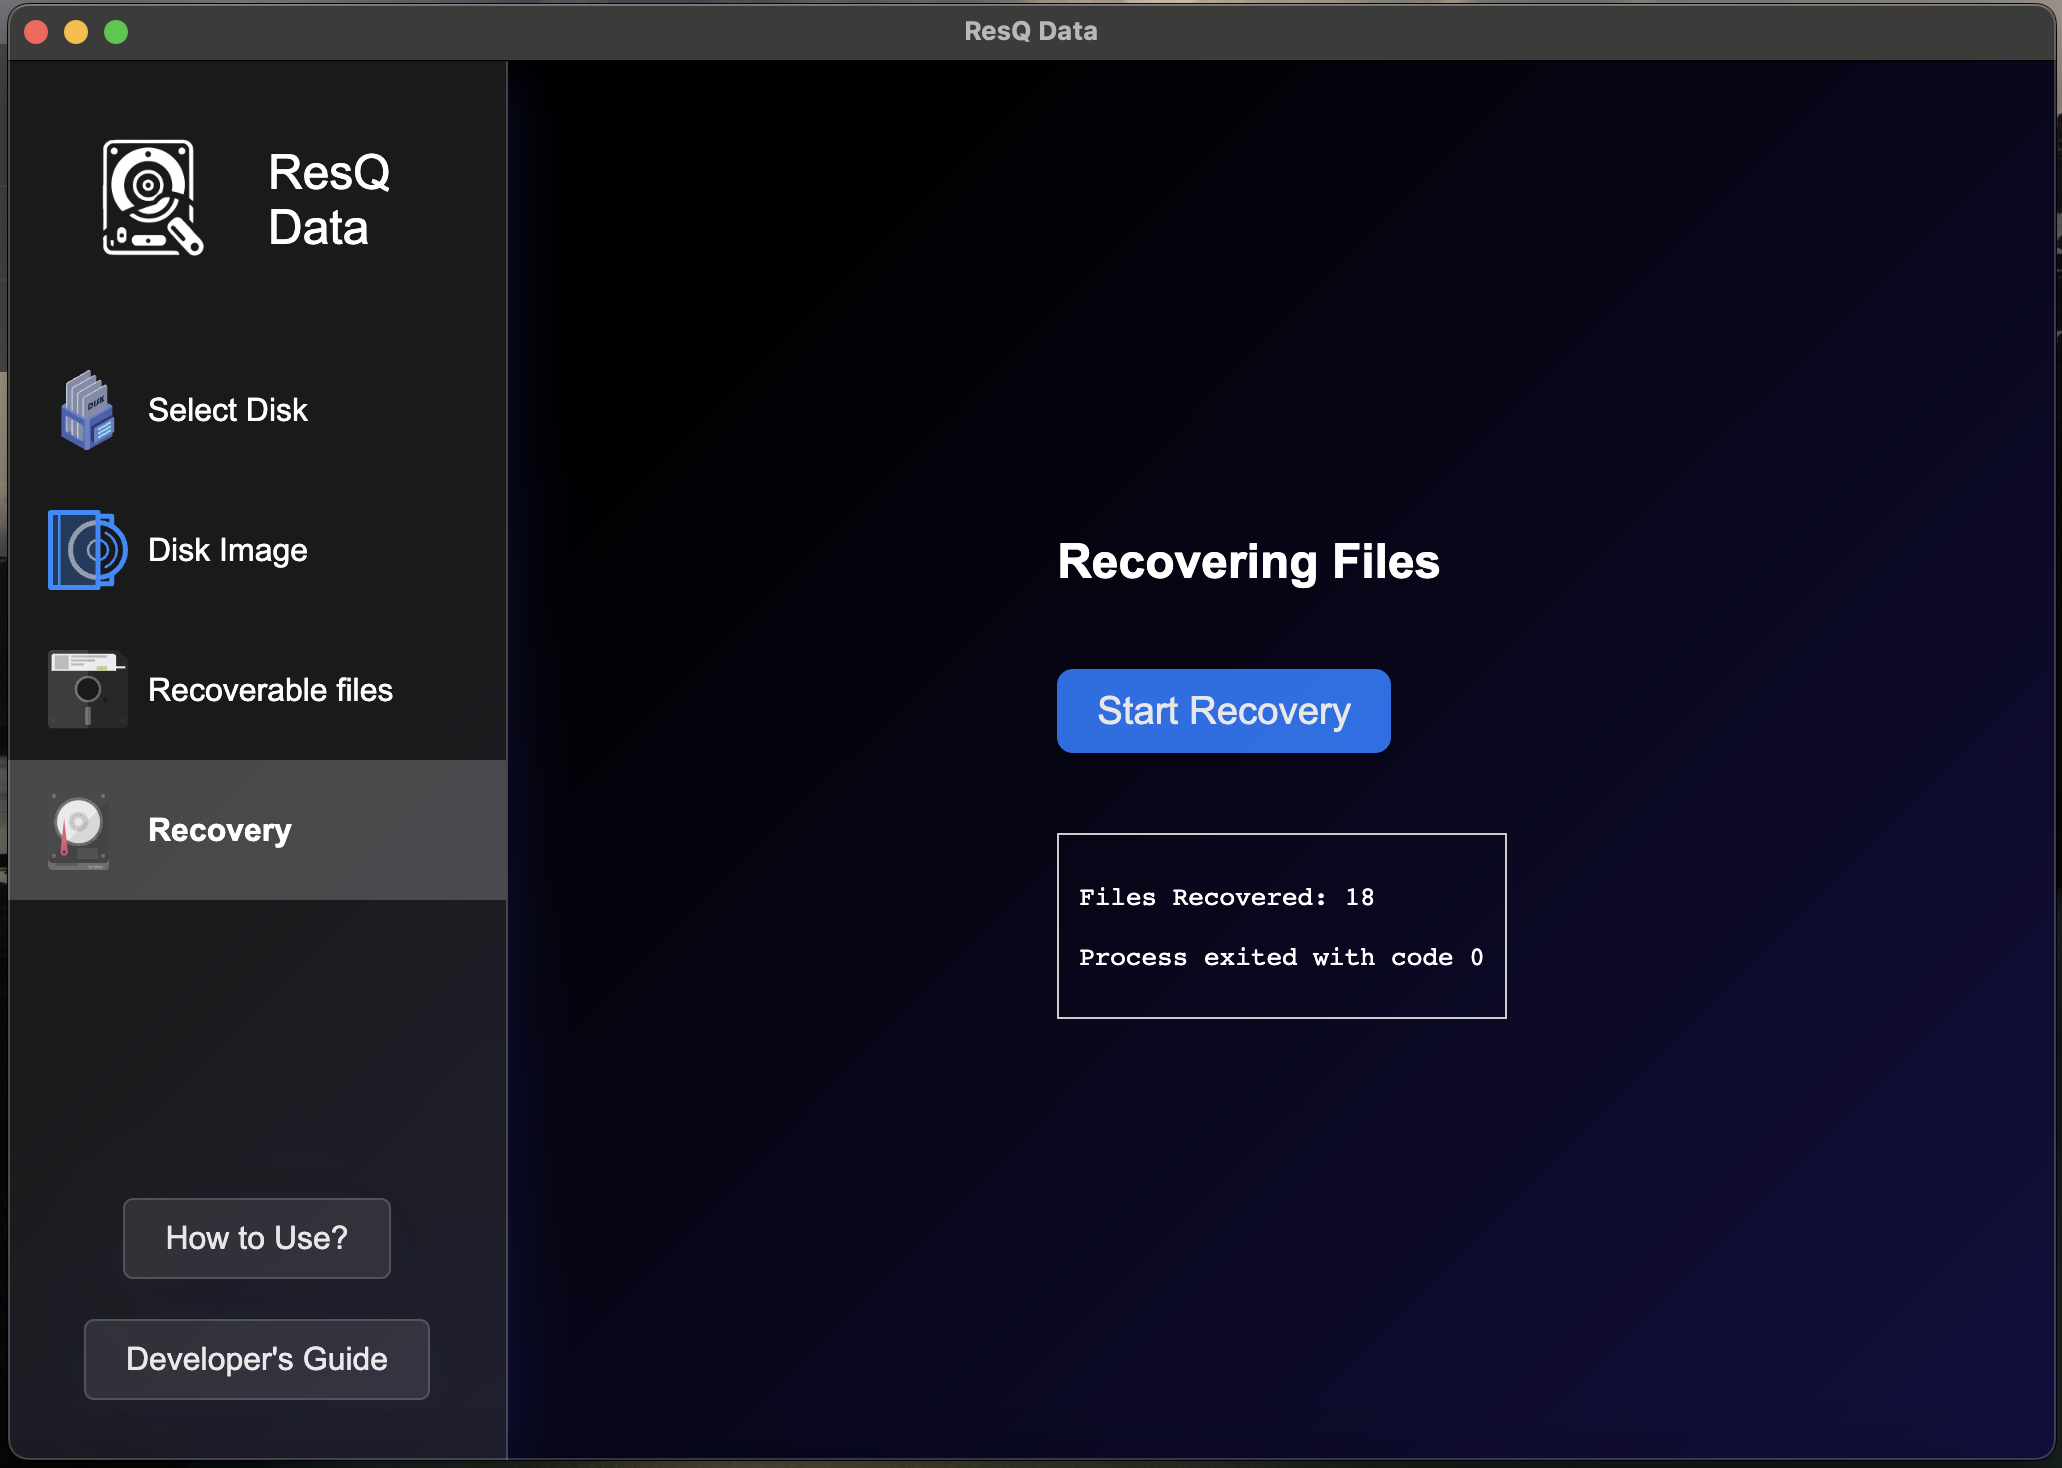 ResQ Data
ResQ
Data
DISK
Select Disk
Disk Image
Recoverable files
Recovery
How to Use?
Developer's Guide
Recovering Files
Start Recovery
Files Recovered: 18
Process exited with code 0